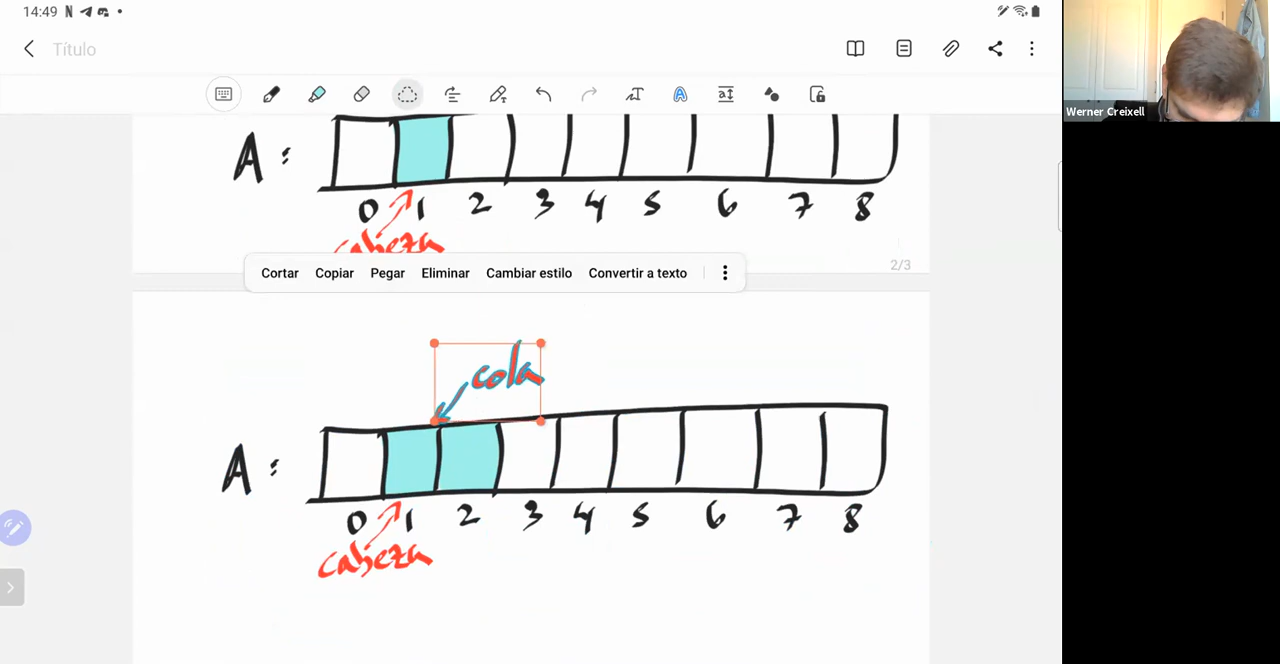 14:49 N
Título
Werner Creixell
A:
0 1 2 3 4 5 6 7 8
cabeza
2/3
Cortar Copiar Pegar Eliminar Cambiar estilo Convertir a texto
cola
A:
0 1 2 3 4 5 6 7 8
cabeza